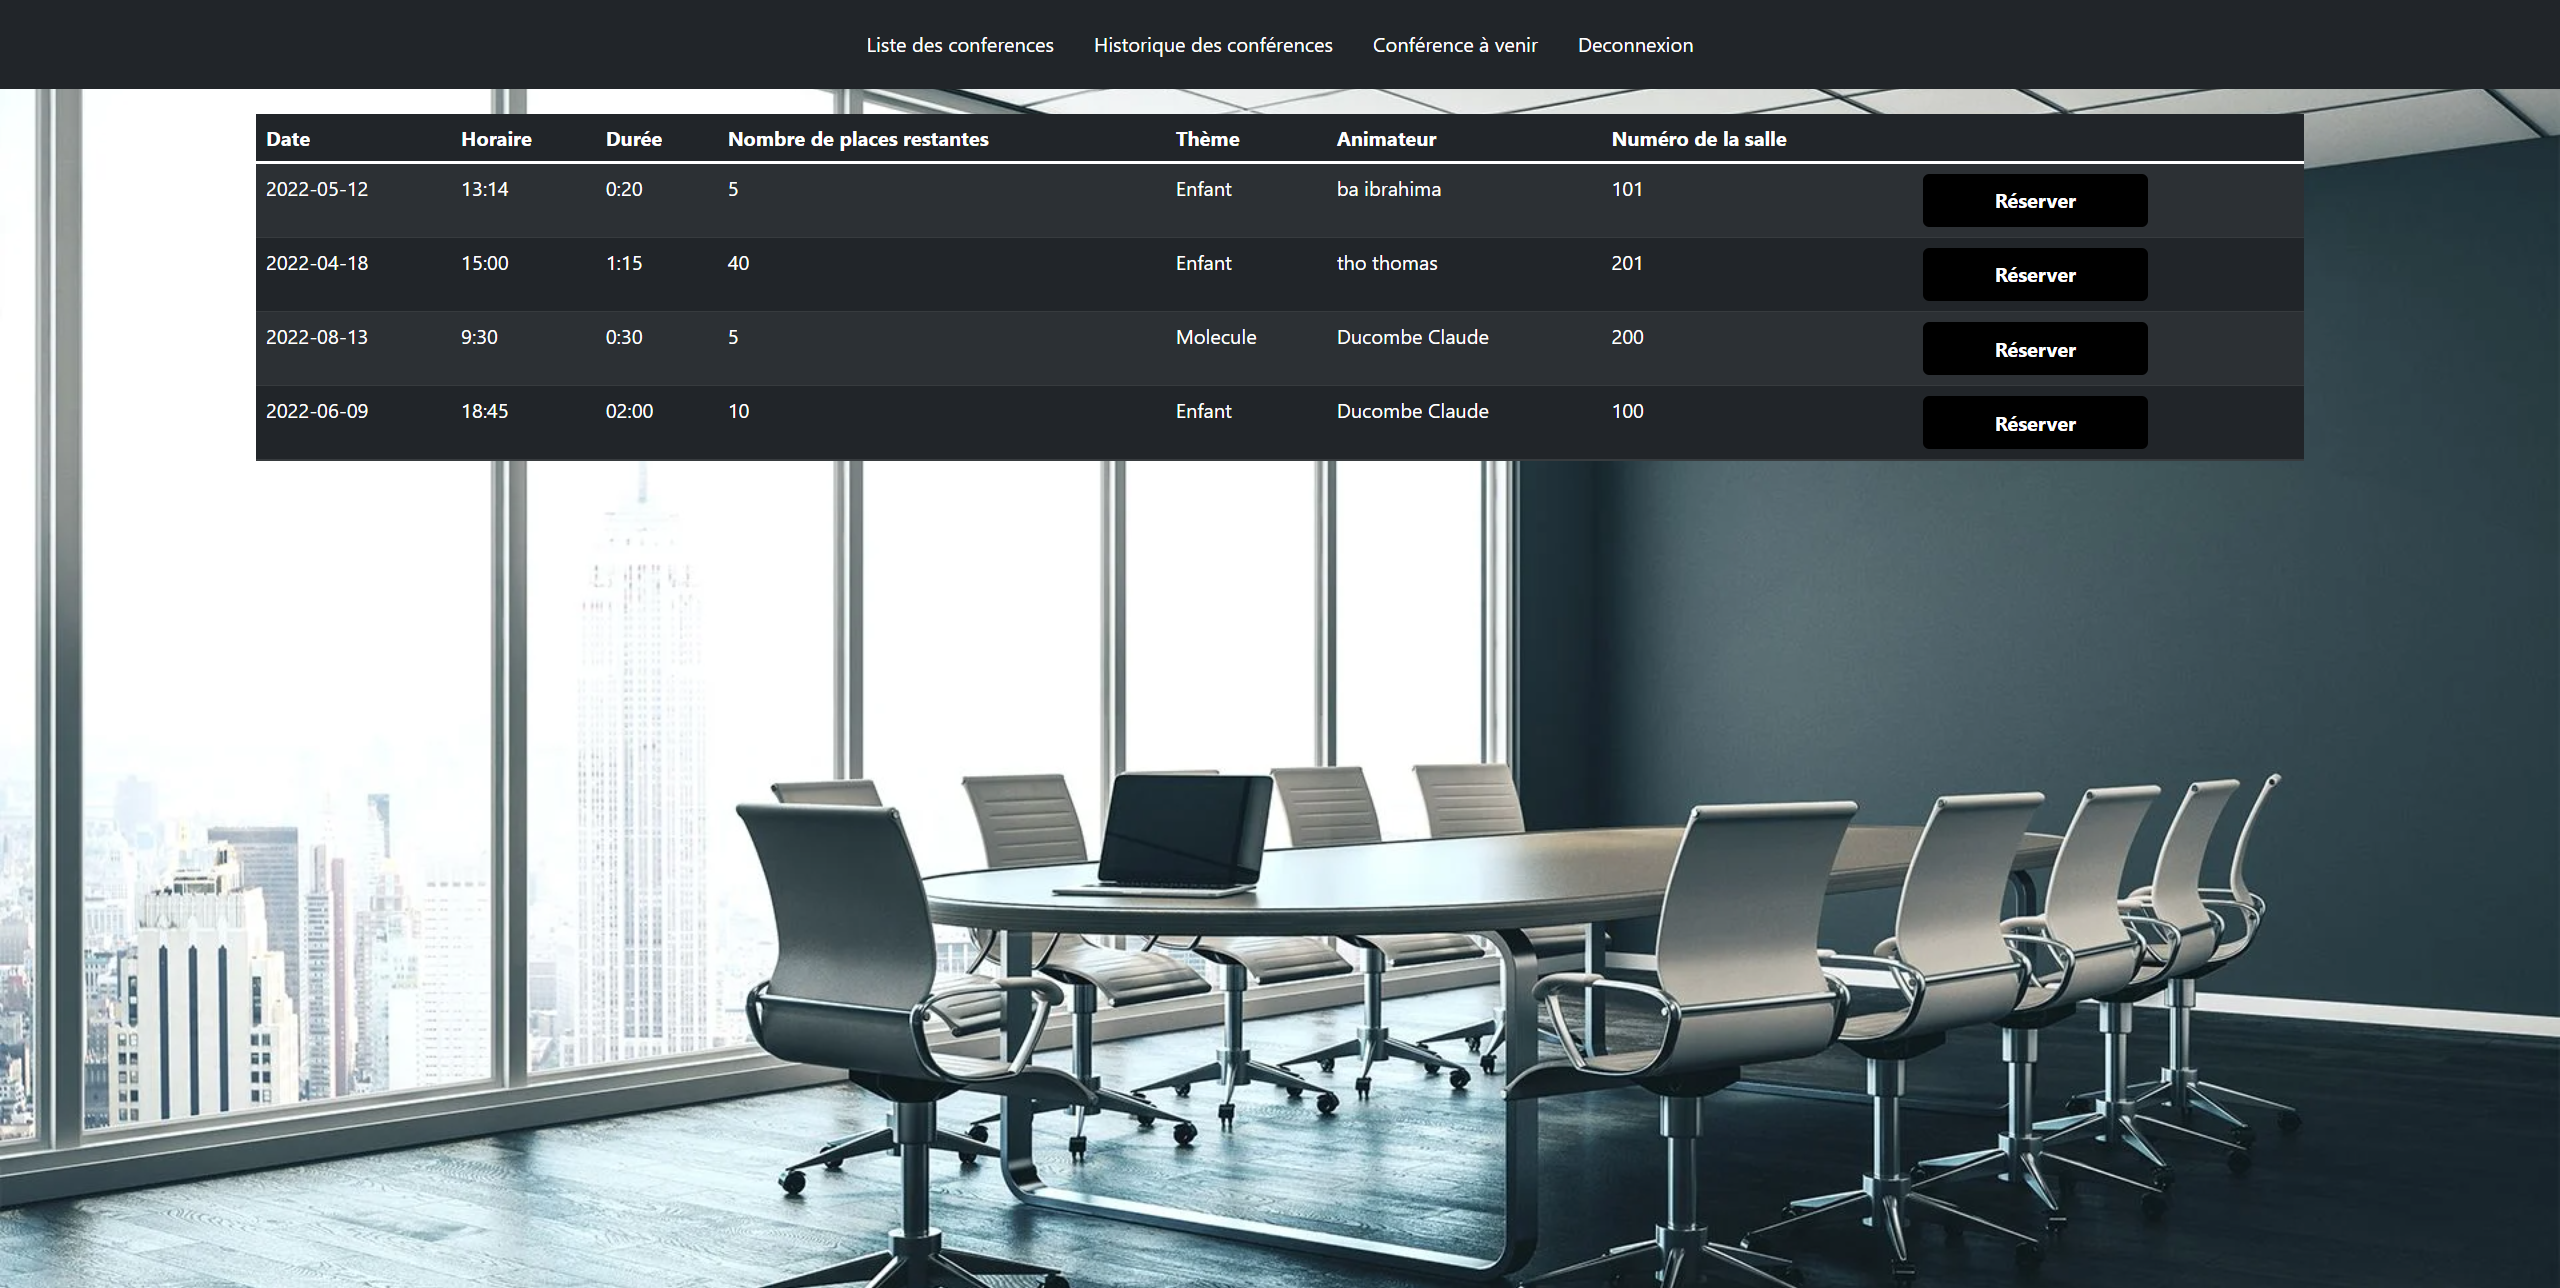 Liste des conferences Historique des conférences Conférence à venir Deconnexion
Date Horaire Durée Nombre de places restantes Thème Animateur Numéro de la salle
2022-05-12 13:14 0:20 5 Enfant ba ibrahima 101 Réserver
2022-04-18 15:00 1:15 40 Enfant tho thomas 201 Réserver
2022-08-13 9:30 0:30 5 Molecule Ducombe Claude 200 Réserver
2022-06-09 18:45 02:00 10 Enfant Ducombe Claude 100 Réserver